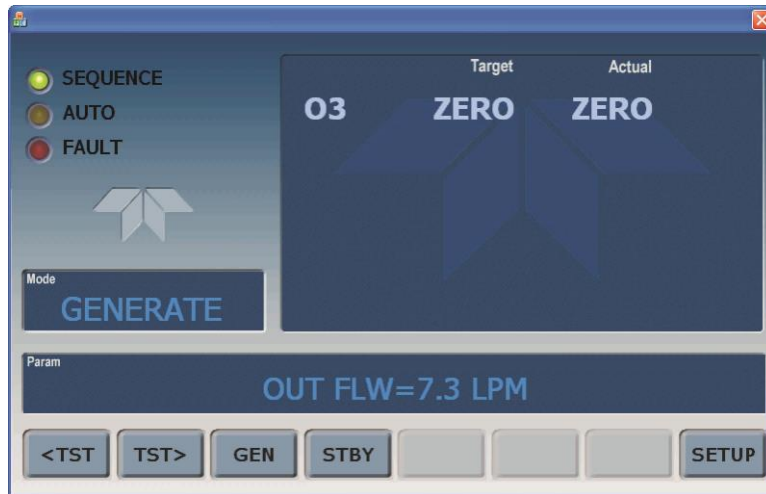 SEQUENCE
AUTO
FAULT
Target Actual
O3 ZERO ZERO
Mode
GENERATE
Param
OUT FLW=7.3 LPM
<TST TST> GEN STBY SETUP